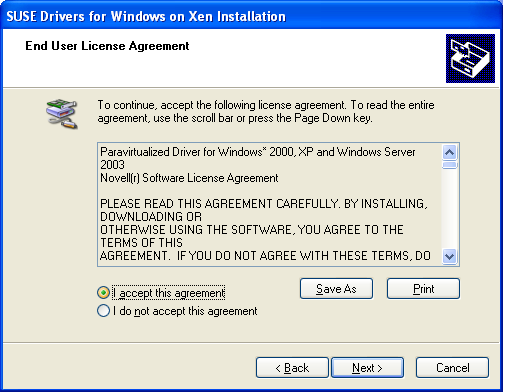 SUSE Drivers for Windows on Xen Installation
End User License Agreement
To continue, accept the following license agreement. To read the entire
agreement, use the scroll bar or press the Page Down key.
Paravirtualized Driver for Windows* 2000, XP and Windows Server
2003
Novell(r) Software License Agreement
PLEASE READ THIS AGREEMENT CAREFULLY. BY INSTALLING,
DOWNLOADING OR
OTHERWISE USING THE SOFTWARE, YOU AGREE TO THE
TERMS OF THIS
AGREEMENT.  IF YOU DO NOT AGREE WITH THESE TERMS, DO
I accept this agreement
I do not accept this agreement
Save As
Print
< Back
Next >
Cancel